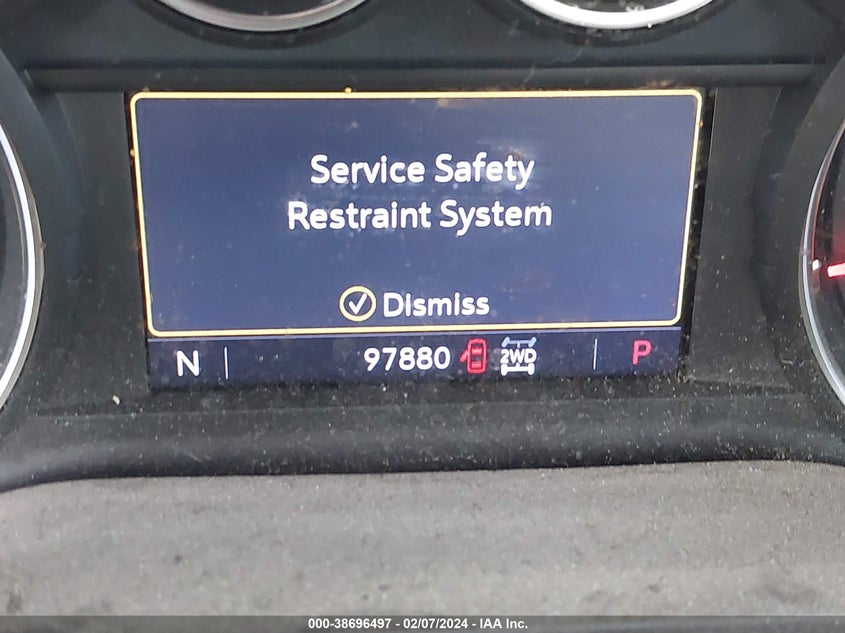 Service Safety
Restraint System
Dismiss
N 97880 2WD P
000-38696497 - 02/07/2024 - IAA Inc.